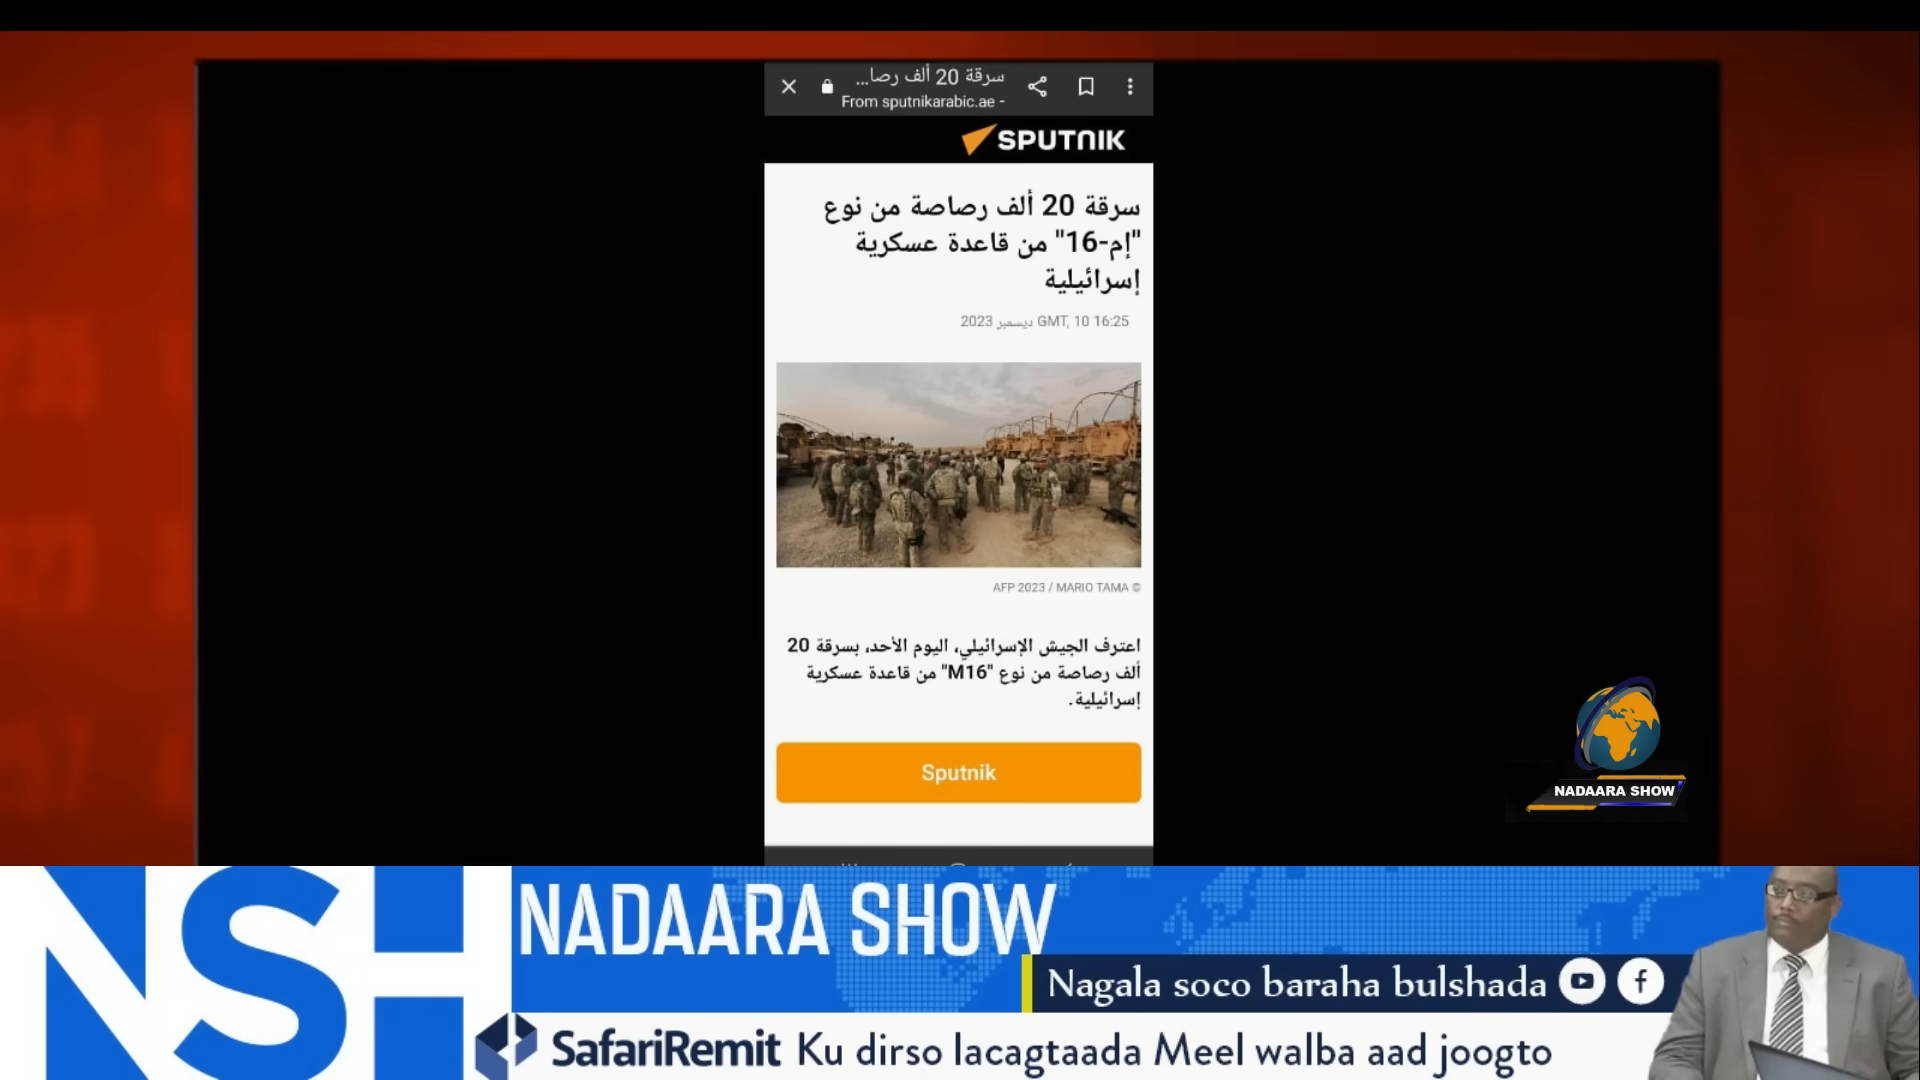 سرقة 20 ألف رصا...
From sputnikarabic.ae -
SPUTNIK
سرقة 20 ألف رصاصة من نوع
"إم-16" من قاعدة عسكرية
إسرائيلية
16:25 GMT, 10 ديسمبر 2023
© AFP 2023 / MARIO TAMA
اعترف الجيش الإسرائيلي، اليوم الأحد، بسرقة 20
ألف رصاصة من نوع "M16" من قاعدة عسكرية
إسرائيلية.
Sputnik
NADAARA SHOW
NSH
NADAARA SHOW
Nagala soco baraha bulshada
SafariRemit Ku dirso lacagtaada Meel walba aad joogto